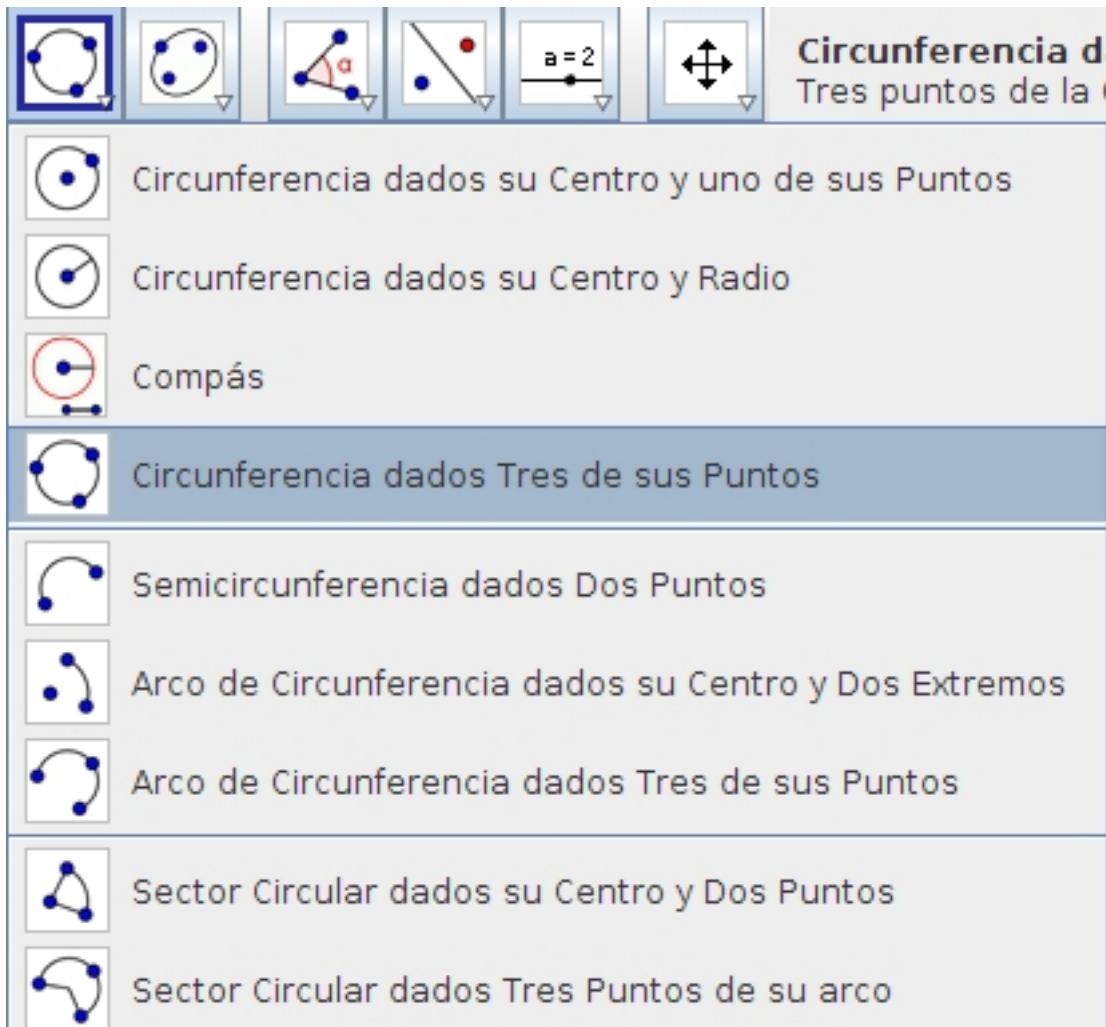 α
a = 2
Circunferencia
Tres puntos de la
Circunferencia dados su Centro y uno de sus Puntos
Circunferencia dados su Centro y Radio
Compás
Circunferencia dados Tres de sus Puntos
Semicircunferencia dados Dos Puntos
Arco de Circunferencia dados su Centro y Dos Extremos
Arco de Circunferencia dados Tres de sus Puntos
Sector Circular dados su Centro y Dos Puntos
Sector Circular dados Tres Puntos de su arco